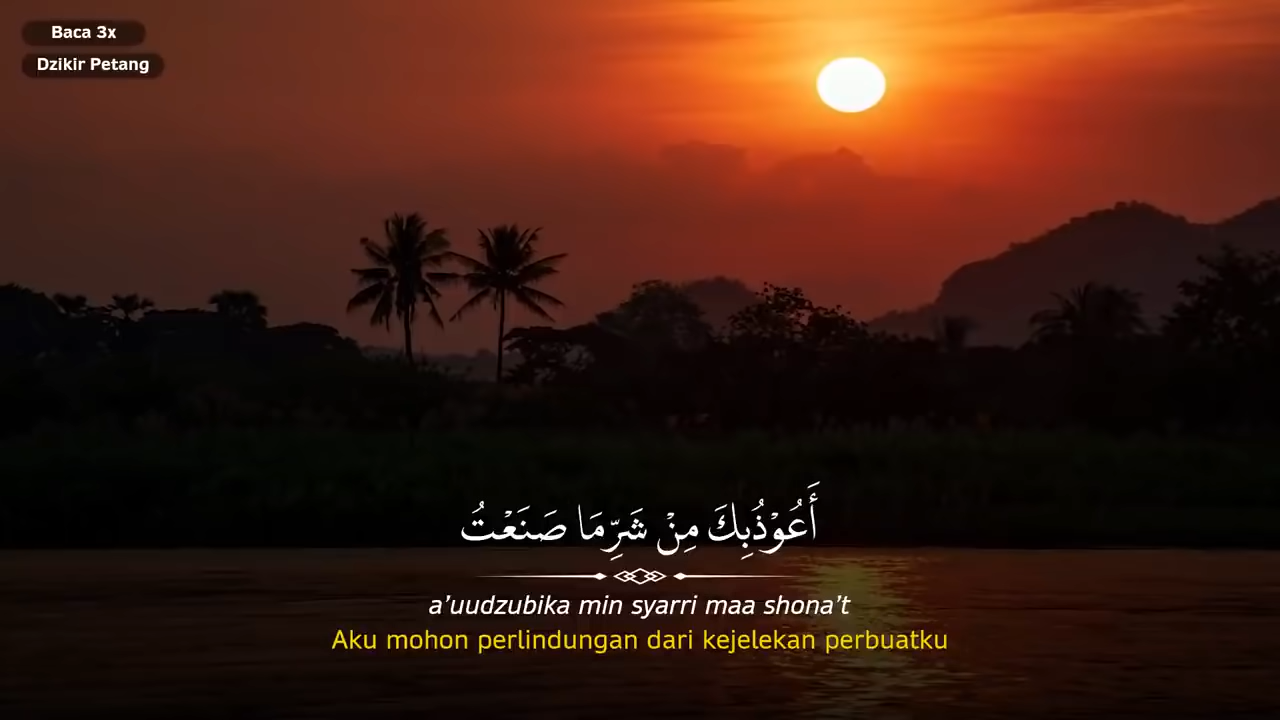 Baca 3x
Dzikir Petang
أَعُوْذُبِكَ مِنْ شَرِّمَا صَنَعْتُ
a’uudzubika min syarri maa shona’t
Aku mohon perlindungan dari kejelekan perbuatku